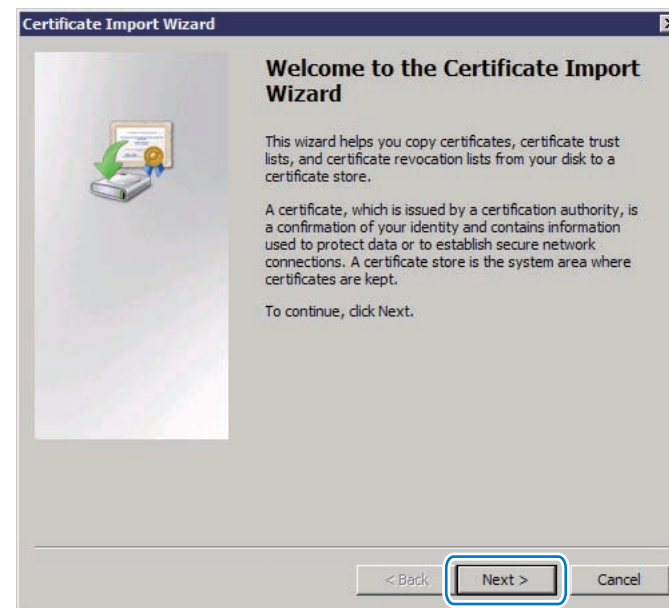 Certificate Import Wizard
Welcome to the Certificate Import
Wizard
This wizard helps you copy certificates, certificate trust
lists, and certificate revocation lists from your disk to a
certificate store.
A certificate, which is issued by a certification authority, is
a confirmation of your identity and contains information
used to protect data or to establish secure network
connections. A certificate store is the system area where
certificates are kept.
To continue, click Next.
< Back Next > Cancel